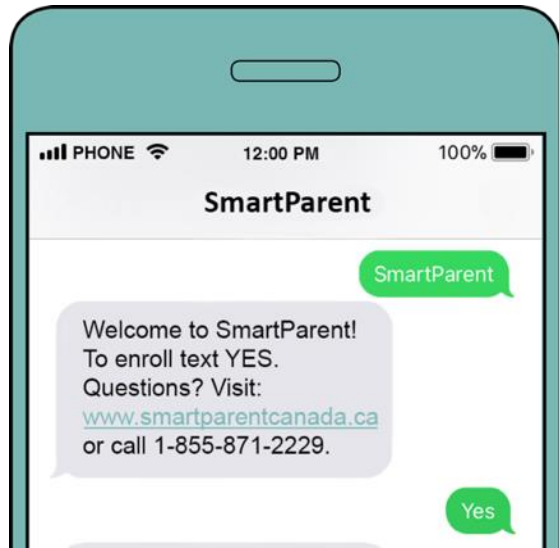 PHONE 12:00 PM 100%
SmartParent
SmartParent
Welcome to SmartParent!
To enroll text YES.
Questions? Visit:
www.smartparentcanada.ca
or call 1-855-871-2229.
Yes